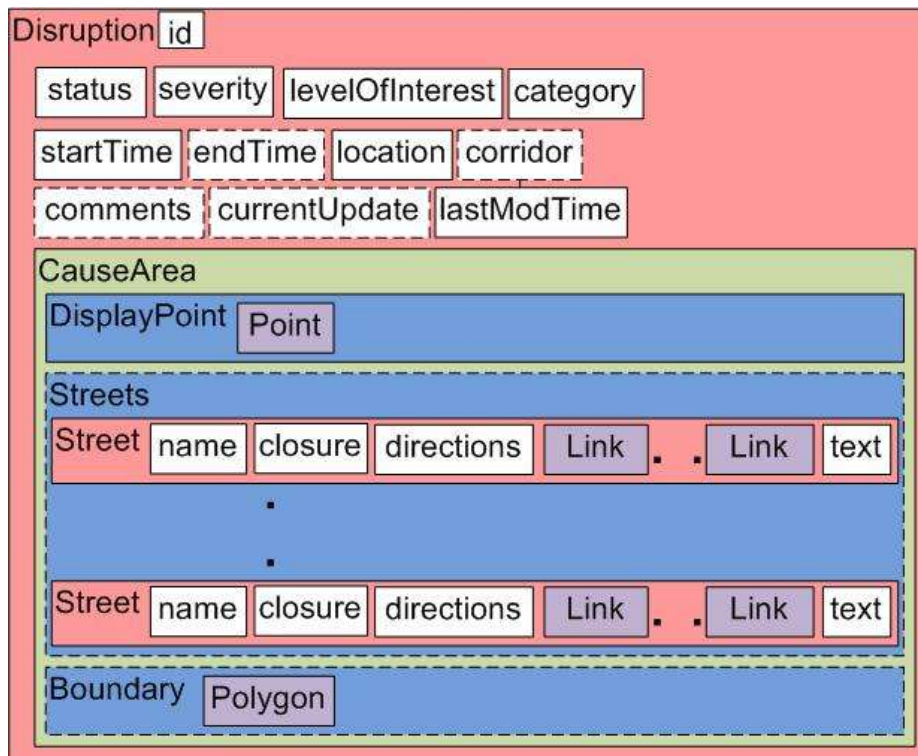 Disruption id
status severity levelOfInterest category
startTime endTime location corridor
comments currentUpdate lastModTime
CauseArea
DisplayPoint Point
Streets
Street name closure directions Link . . Link text
.
.
Street name closure directions Link . . Link text
Boundary Polygon